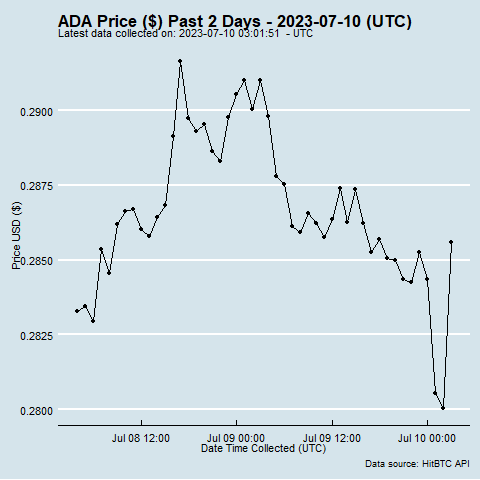 ADA Price ($) Past 2 Days - 2023-07-10 (UTC)
Latest data collected on: 2023-07-10 03:01:51 - UTC
Price USD ($)
0.2900
0.2875
0.2850
0.2825
0.2800
Jul 08 12:00 Jul 09 00:00 Jul 09 12:00 Jul 10 00:00
Date Time Collected (UTC)
Data source: HitBTC API